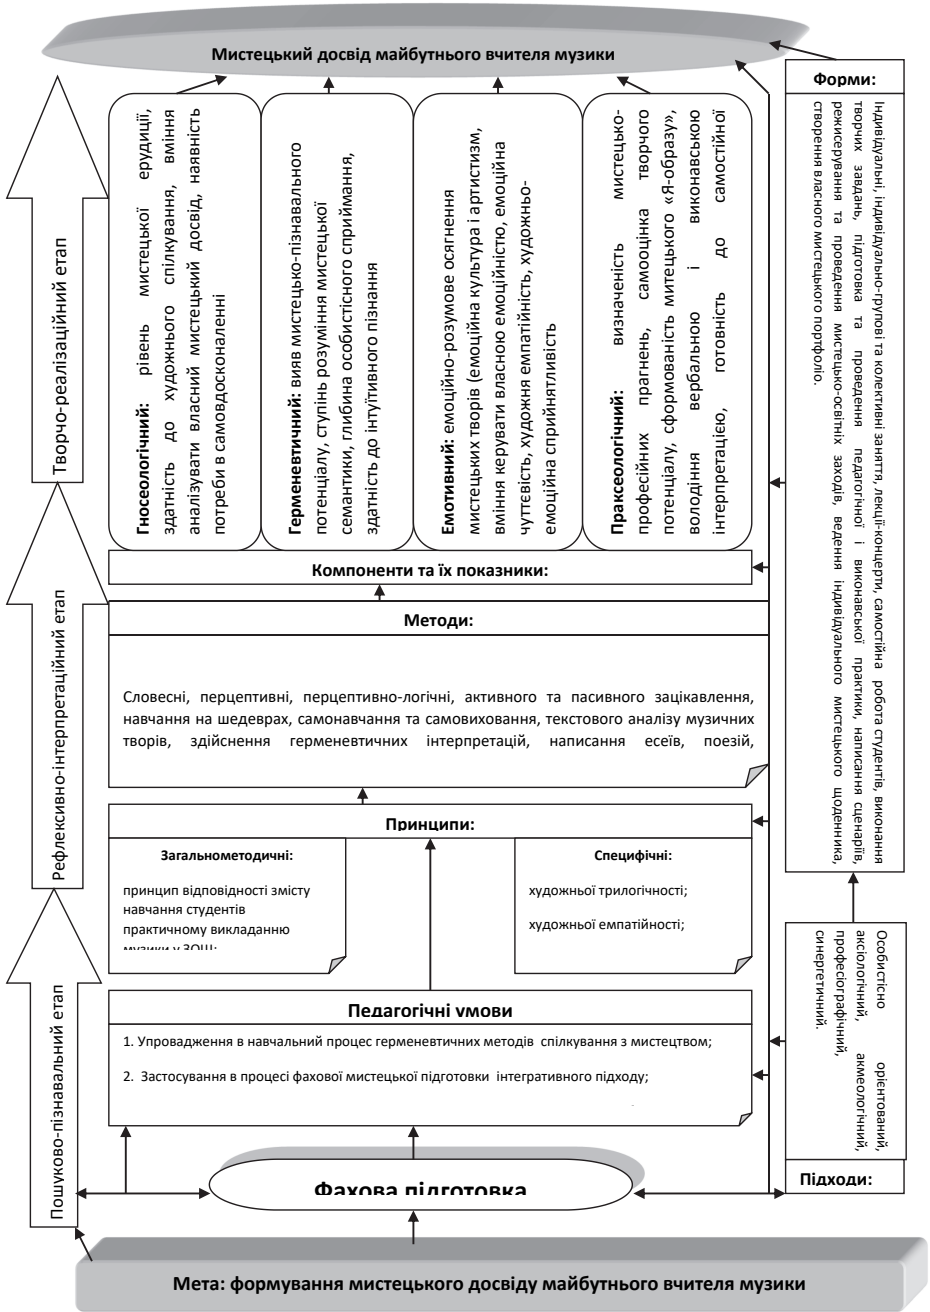 Мистецький досвід майбутнього вчителя музики
Творчо-реалізаційний етап
Рефлексивно-інтерпретаційний етап
Пошуково-пізнавальний етап
Гносеологічний: рівень мистецької ерудиції,
здатність до художнього спілкування, вміння
аналізувати власний мистецький досвід, наявність
потреби в самовдосконаленні
Герменевтичний: вияв мистецько-пізнавального
потенціалу, ступінь розуміння мистецької
семантики, глибина особистісного сприймання,
здатність до інтуїтивного пізнання
Емотивний: емоційно-розумове осягнення
мистецьких творів (емоційна культура і артистизм,
вміння керувати власною емоційністю, емоційна
чуттєвість, художня емпатійність, художньо-
емоційна сприйнятливість
Праксеологічний: визначеність мистецько-
професійних прагнень, самооцінка творчого
потенціалу, сформованість митецького «Я-образу»,
володіння вербальною і виконавською
інтерпретацією, готовність до самостійної
Компоненти та їх показники:
Методи:
Словесні, перцептивні, перцептивно-логічні, активного та пасивного зацікавлення,
навчання на шедеврах, самонавчання та самовиховання, текстового аналізу музичних
творів, здійснення герменевтичних інтерпретацій, написання есеїв, поезій,
Принципи:
Загальнометодичні:
принцип відповідності змісту
навчання студентів
практичному викладанню
музики у ЗОШ;
Специфічні:
художньої трилогічності;
художньої емпатійності;
Педагогічні умови
1. Упровадження в навчальний процес герменевтичних методів спілкування з мистецтвом;
2. Застосування в процесі фахової мистецької підготовки інтегративного підходу;
Фахова підготовка
Мета: формування мистецького досвіду майбутнього вчителя музики
Форми:
Індивідуальні, індивідуально-групові та колективні заняття, лекції-концерти, самостійна робота студентів, виконання
творчих завдань, підготовка та проведення педагогічної і виконавської практики, написання сценаріїв,
режисерування та проведення мистецько-освітніх заходів, ведення індивідуального мистецького щоденника,
створення власного мистецького портфоліо.
Особистісно орієнтований,
аксіологічний, акмеологічний,
професіографічний,
синергетичний.
Підходи: